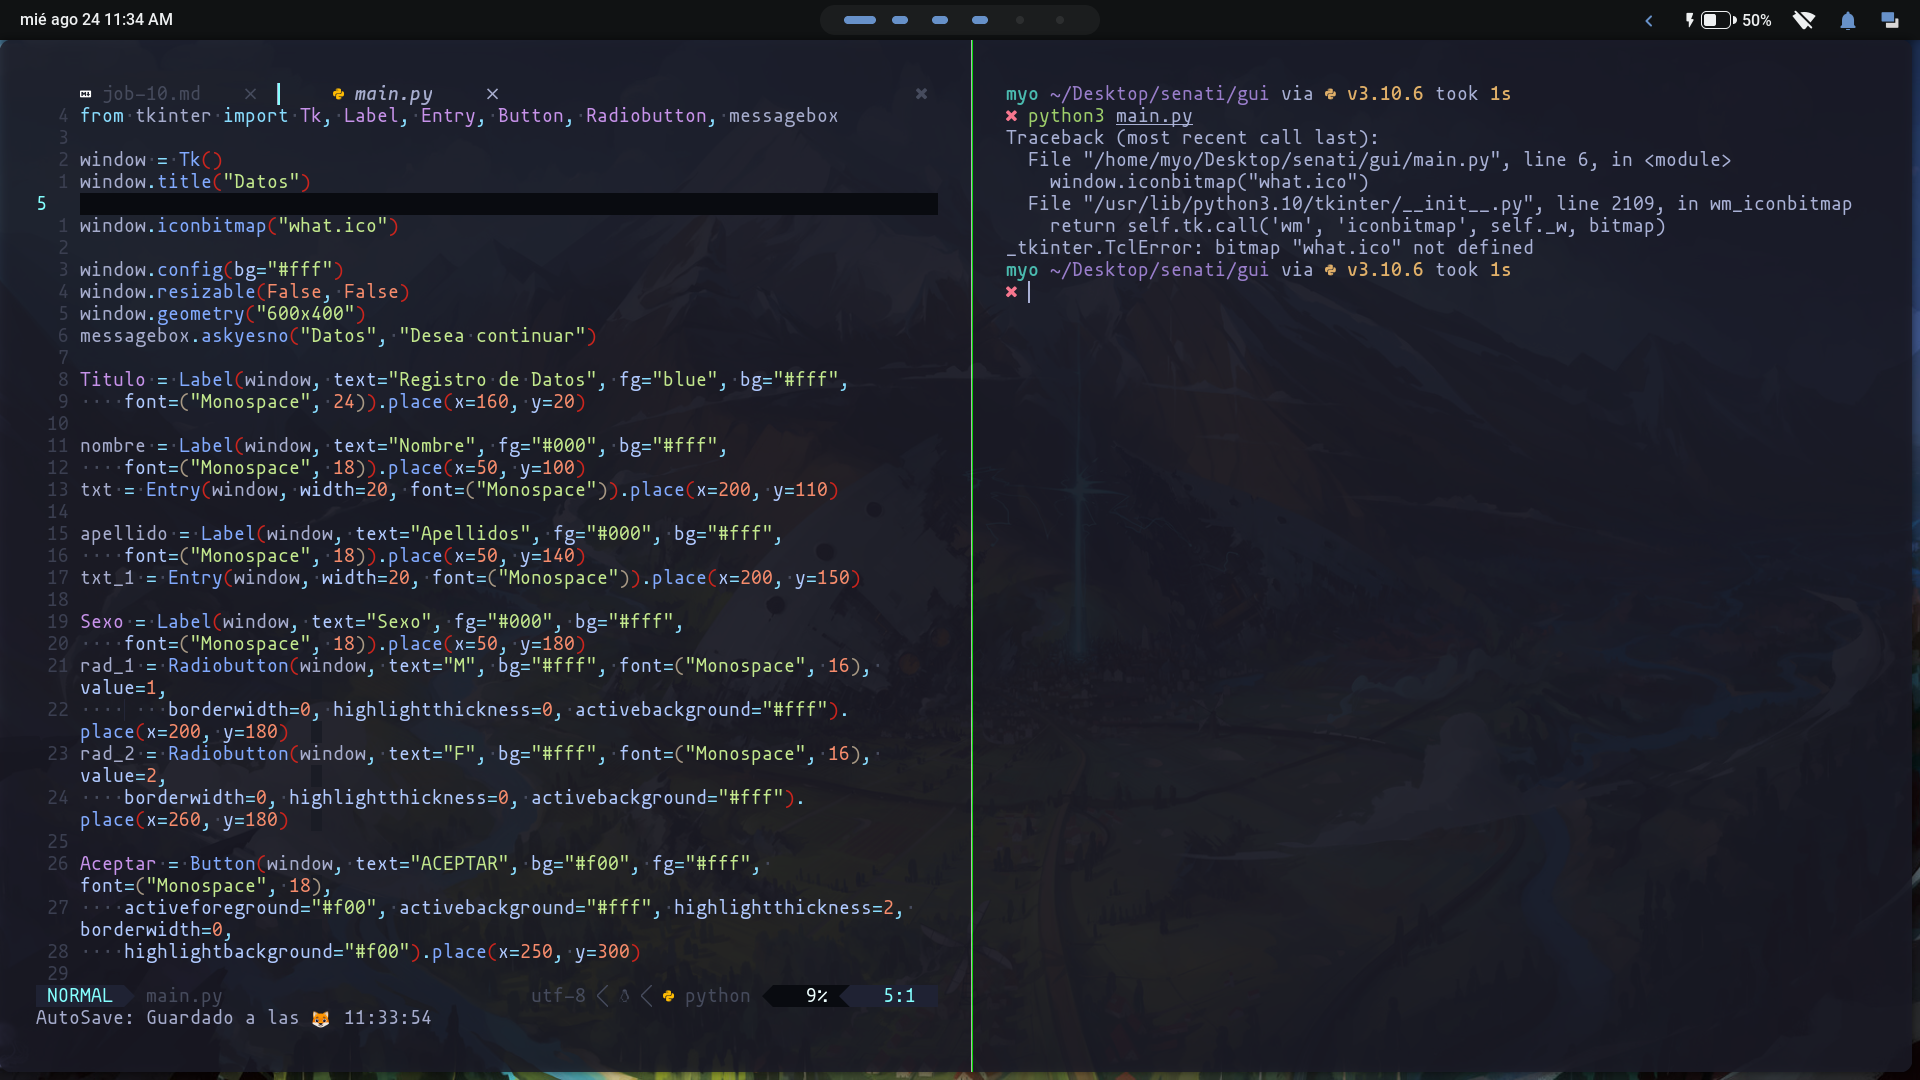 mié ago 24 11:34 AM
50%
job-10.md × main.py ×
4 from tkinter import Tk, Label, Entry, Button, Radiobutton, messagebox
3
2 window = Tk()
1 window.title("Datos")
5
1 window.iconbitmap("what.ico")
2
3 window.config(bg="#fff")
4 window.resizable(False, False)
5 window.geometry("600x400")
6 messagebox.askyesno("Datos", "Desea continuar")
7
8 Titulo = Label(window, text="Registro de Datos", fg="blue", bg="#fff",
9 font=("Monospace", 24)).place(x=160, y=20)
10
11 nombre = Label(window, text="Nombre", fg="#000", bg="#fff",
12 font=("Monospace", 18)).place(x=50, y=100)
13 txt = Entry(window, width=20, font=("Monospace")).place(x=200, y=110)
14
15 apellido = Label(window, text="Apellidos", fg="#000", bg="#fff",
16 font=("Monospace", 18)).place(x=50, y=140)
17 txt_1 = Entry(window, width=20, font=("Monospace")).place(x=200, y=150)
18
19 Sexo = Label(window, text="Sexo", fg="#000", bg="#fff",
20 font=("Monospace", 18)).place(x=50, y=180)
21 rad_1 = Radiobutton(window, text="M", bg="#fff", font=("Monospace", 16),
value=1,
22 borderwidth=0, highlightthickness=0, activebackground="#fff").
place(x=200, y=180)
23 rad_2 = Radiobutton(window, text="F", bg="#fff", font=("Monospace", 16),
value=2,
24 borderwidth=0, highlightthickness=0, activebackground="#fff").
place(x=260, y=180)
25
26 Aceptar = Button(window, text="ACEPTAR", bg="#f00", fg="#fff",
font=("Monospace", 18),
27 activeforeground="#f00", activebackground="#fff", highlightthickness=2,
borderwidth=0,
28 highlightbackground="#f00").place(x=250, y=300)
29
NORMAL main.py utf-8 python 9% 5:1
AutoSave: Guardado a las 🦊 11:33:54
myo ~/Desktop/senati/gui via v3.10.6 took 1s
✖ python3 main.py
Traceback (most recent call last):
File "/home/myo/Desktop/senati/gui/main.py", line 6, in <module>
window.iconbitmap("what.ico")
File "/usr/lib/python3.10/tkinter/__init__.py", line 2109, in wm_iconbitmap
return self.tk.call('wm', 'iconbitmap', self._w, bitmap)
_tkinter.TclError: bitmap "what.ico" not defined
myo ~/Desktop/senati/gui via v3.10.6 took 1s
✖